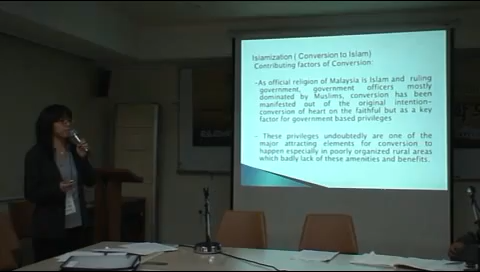 Islamization ( Conversion to Islam)
Contributing factors of Conversion:
-As official religion of Malaysia is Islam and ruling
government, government officers mostly
dominated by Muslims, conversion has been
manifested out of the original intention-
conversion of heart on the faithful but as a key
factor for government based privileges
- These privileges undoubtedly are one of the
major attracting elements for conversion to
happen especially in poorly organized rural areas
which badly lack of these amenities and benefits.